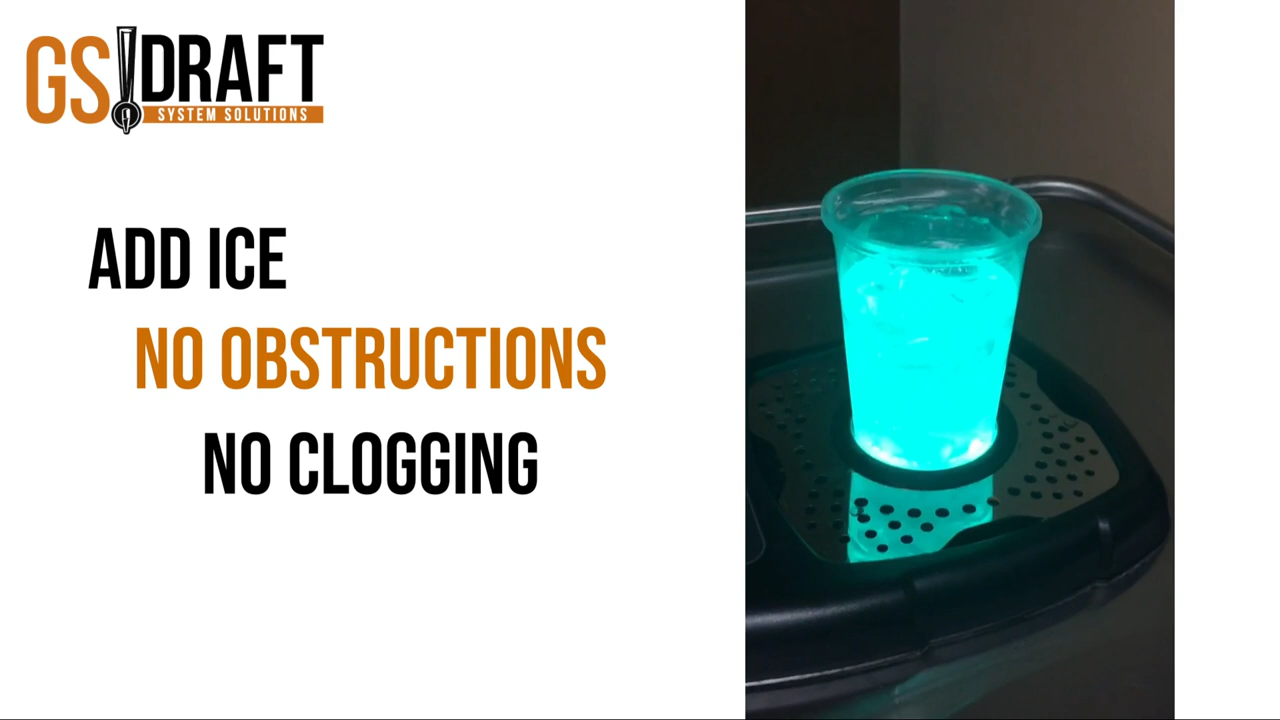 GS DRAFT
SYSTEM SOLUTIONS
ADD ICE
NO OBSTRUCTIONS
NO CLOGGING